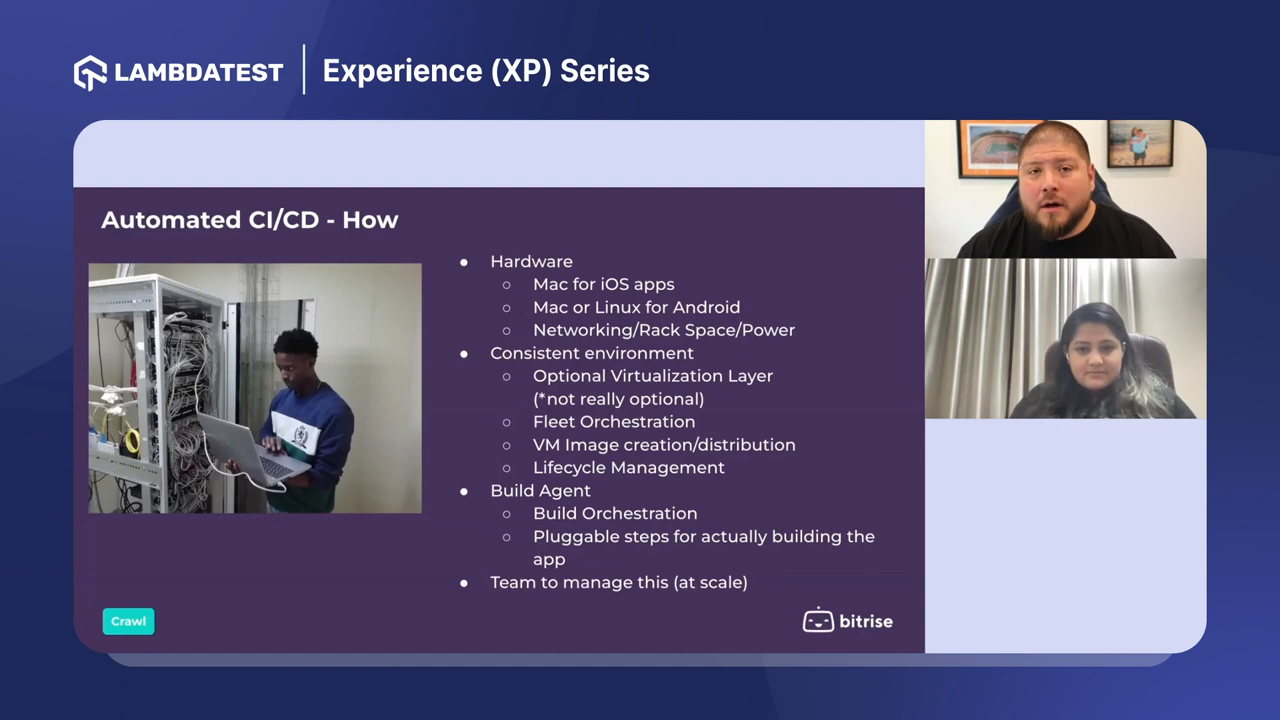 LAMBDATEST
Experience (XP) Series
Automated CI/CD - How
● Hardware
○ Mac for iOS apps
○ Mac or Linux for Android
○ Networking/Rack Space/Power
● Consistent environment
○ Optional Virtualization Layer
(*not really optional)
○ Fleet Orchestration
○ VM Image creation/distribution
○ Lifecycle Management
● Build Agent
○ Build Orchestration
○ Pluggable steps for actually building the
app
● Team to manage this (at scale)
Crawl
bitrise